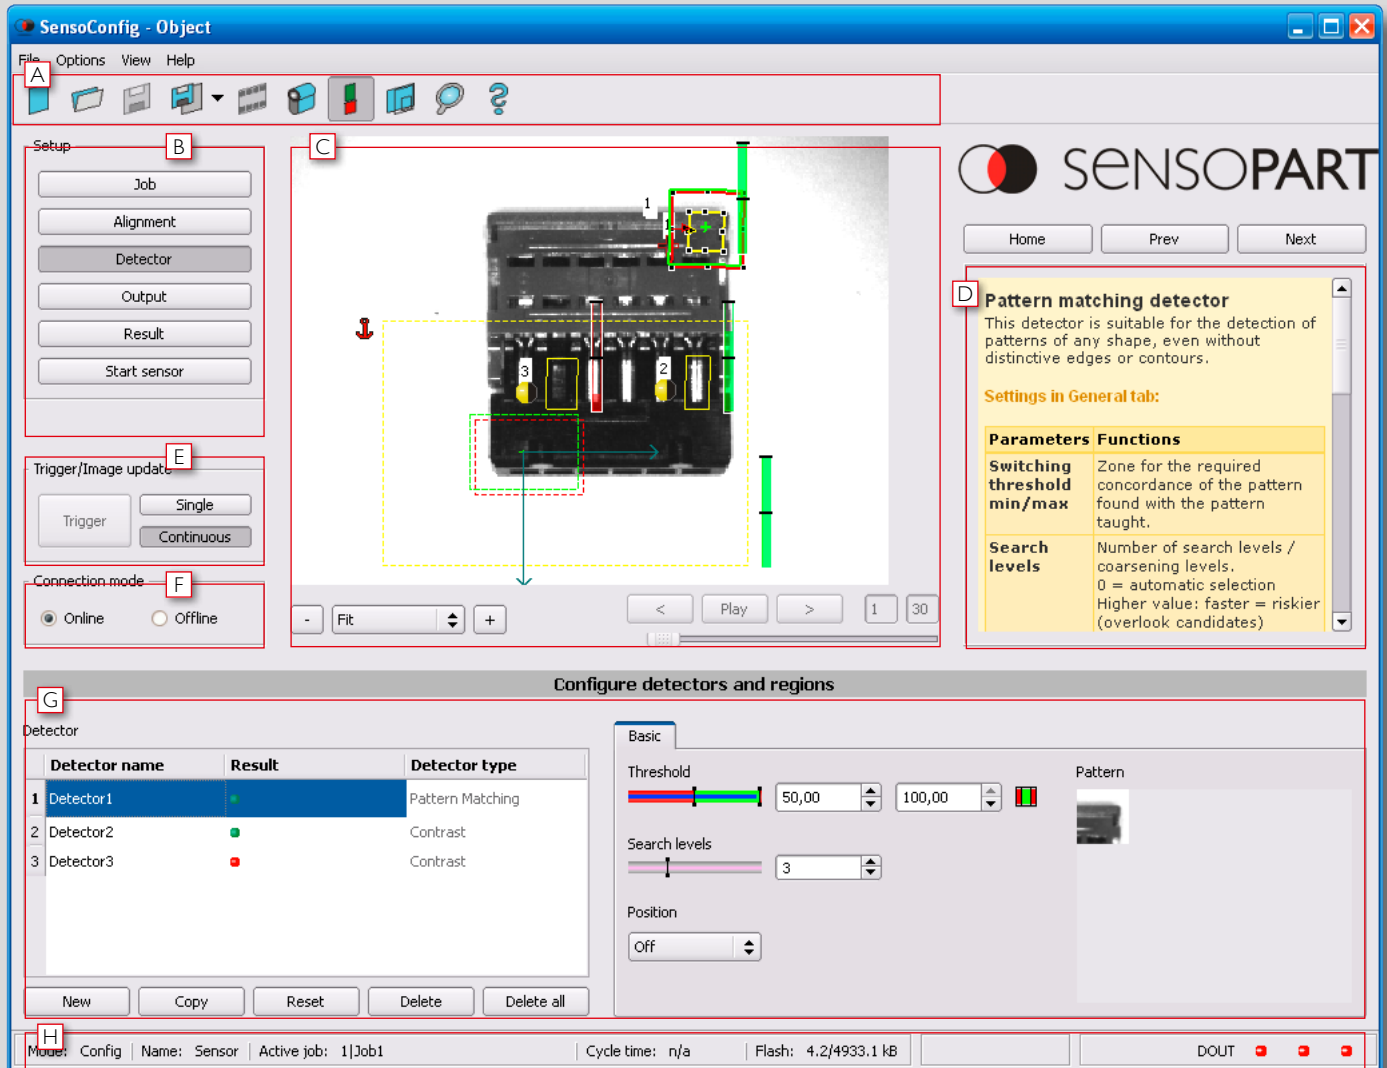 SensoConfig - Object
File Options View Help
A
Setup
B
Job
Alignment
Detector
Output
Result
Start sensor
E
Trigger/Image update
Trigger
Single
Continuous
Connection mode
F
Online
Offline
C
1
1
3
2
-
Fit
+
<
Play
>
1
30
SENSOPART
Home
Prev
Next
D
Pattern matching detector
This detector is suitable for the detection of
patterns of any shape, even without
distinctive edges or contours.
Settings in General tab:
Parameters Functions
Switching
threshold
min/max
Zone for the required
concordance of the pattern
found with the pattern
taught.
Search
levels
Number of search levels /
coarsening levels.
0 = automatic selection
Higher value: faster = riskier
(overlook candidates)
Configure detectors and regions
G
Detector
Detector name Result Detector type
1 Detector1 Pattern Matching
2 Detector2 Contrast
3 Detector3 Contrast
New
Copy
Reset
Delete
Delete all
Basic
Threshold
50,00
100,00
Search levels
3
Position
Off
Pattern
H
Mode: Config Name: Sensor Active job: 1|Job1 Cycle time: n/a Flash: 4.2/4933.1 kB DOUT